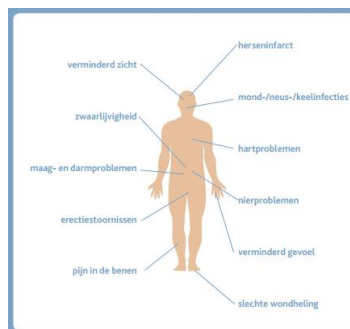 herseninfarct
verminderd zicht
mond-/neus-/keelinfecties
zwaarlijvigheid
hartproblemen
maag- en darmproblemen
nierproblemen
erectiestoornissen
verminderd gevoel
pijn in de benen
slechte wondheling